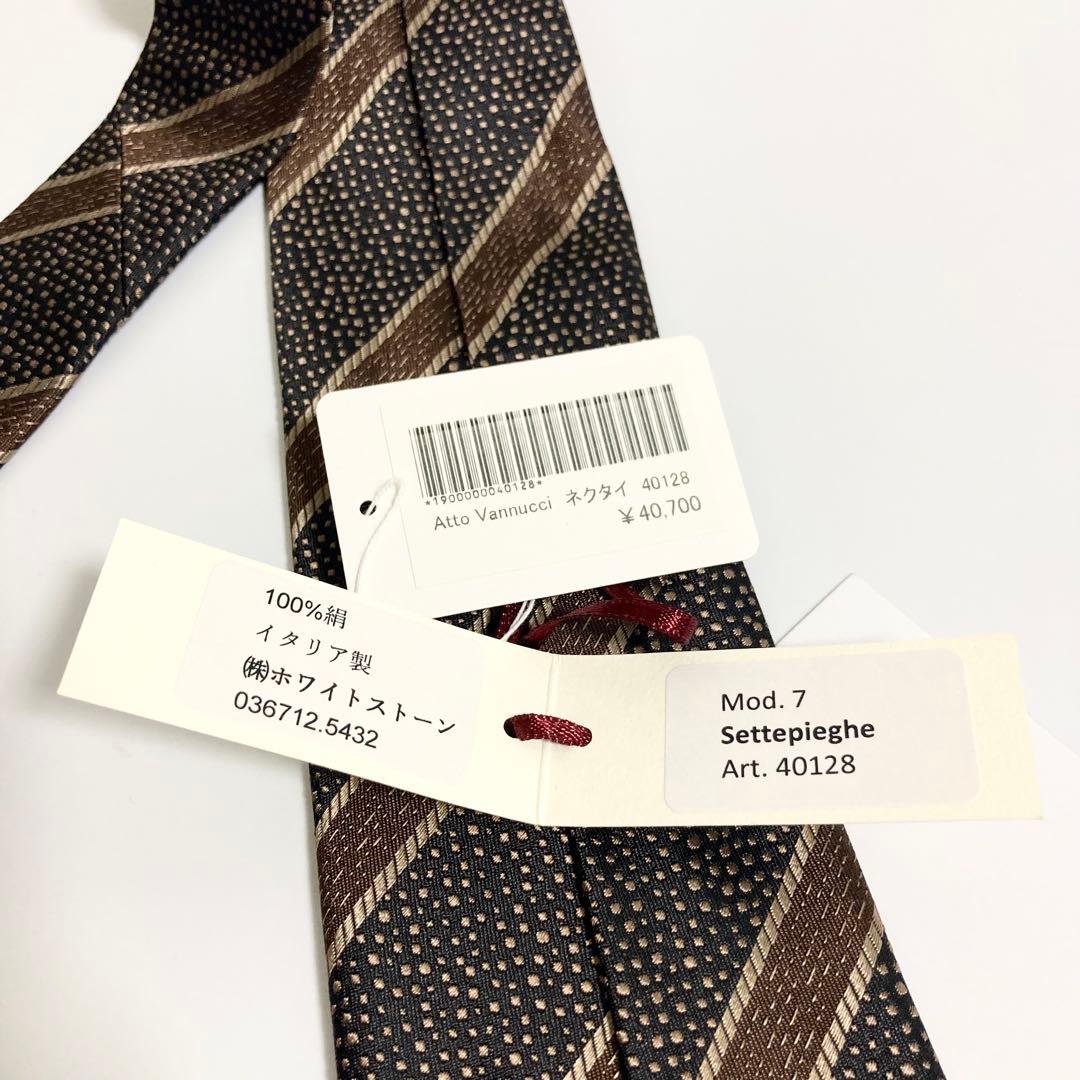 *1900000040128*
Atto Vannucci ネクタイ 40128
￥40,700
100%絹
イタリア製
㈱ホワイトストーン
036712.5432
Mod. 7
Settepieghe
Art. 40128